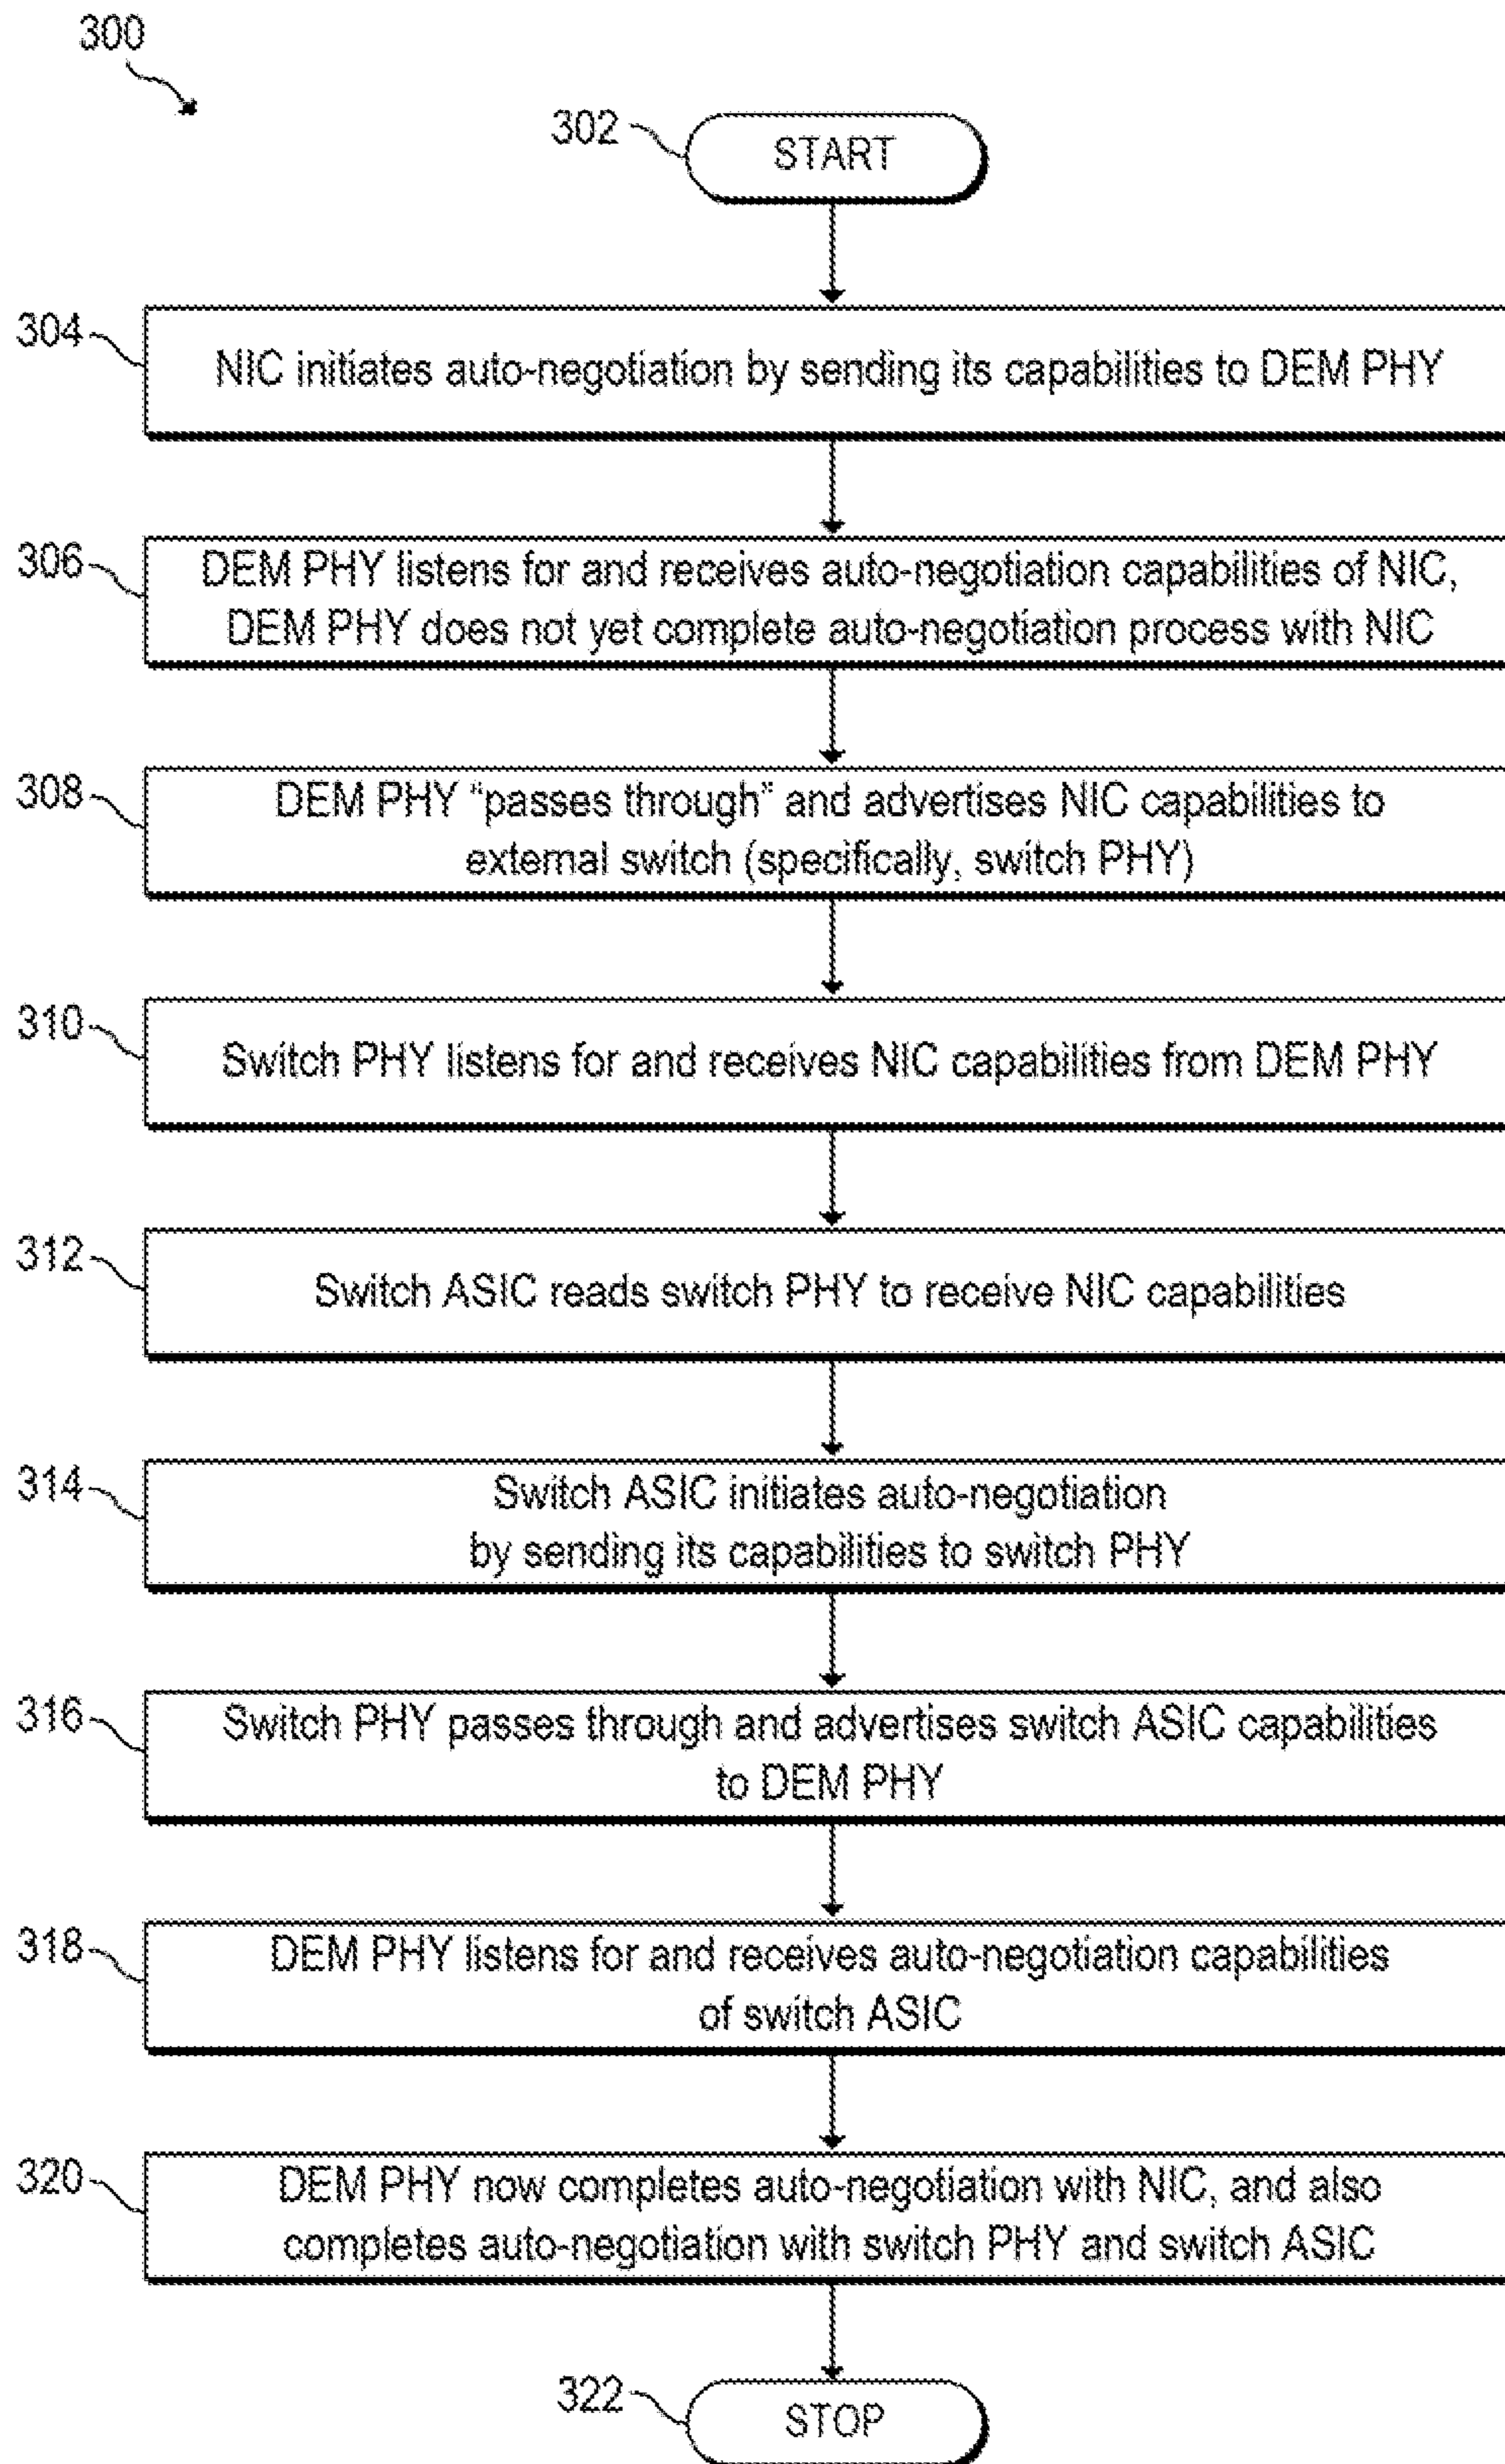 300
302
START
304
NIC initiates auto-negotiation by sending its capabilities to DEM PHY
306
DEM PHY listens for and receives auto-negotiation capabilities of NIC,
DEM PHY does not yet complete auto-negotiation process with NIC
308
DEM PHY “passes through” and advertises NIC capabilities to
external switch (specifically, switch PHY)
310
Switch PHY listens for and receives NIC capabilities from DEM PHY
312
Switch ASIC reads switch PHY to receive NIC capabilities
314
Switch ASIC initiates auto-negotiation
by sending its capabilities to switch PHY
316
Switch PHY passes through and advertises switch ASIC capabilities
to DEM PHY
318
DEM PHY listens for and receives auto-negotiation capabilities
of switch ASIC
320
DEM PHY now completes auto-negotiation with NIC, and also
completes auto-negotiation with switch PHY and switch ASIC
322
STOP